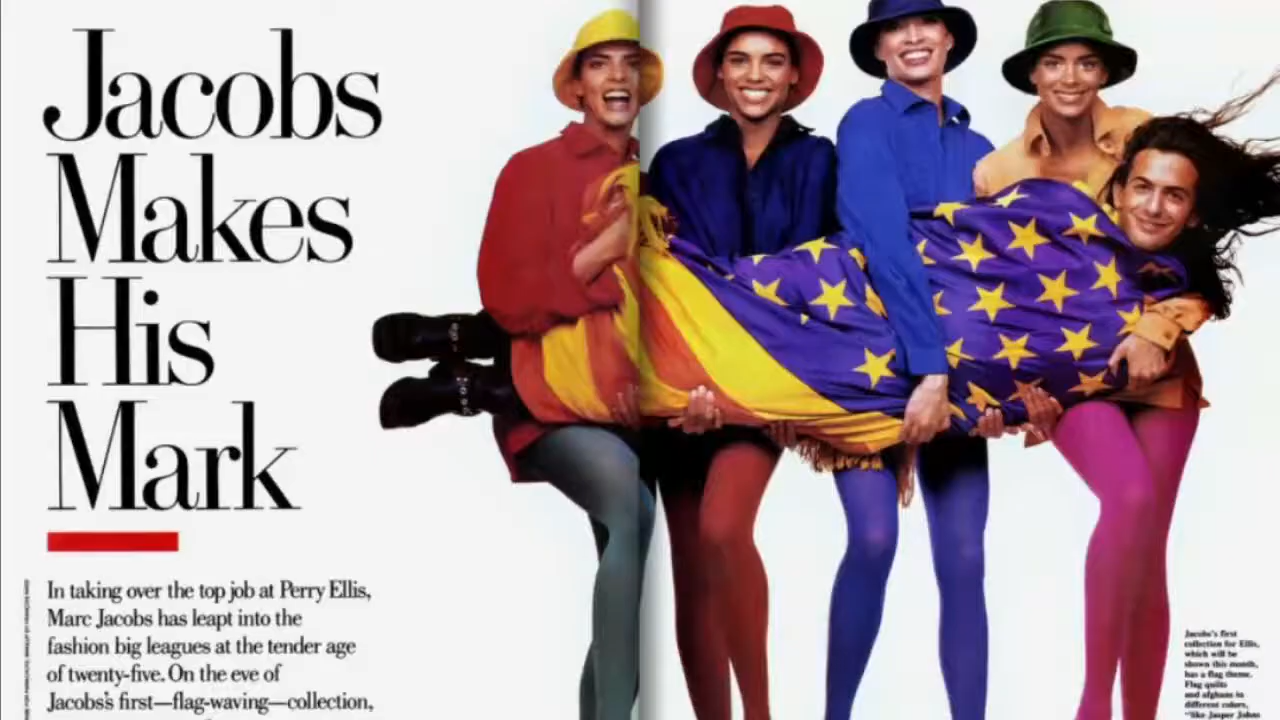 Jacobs
Makes
His
Mark
In taking over the top job at Perry Ellis,
Marc Jacobs has leapt into the
fashion big leagues at the tender age
of twenty-five. On the eve of
Jacobs's first—flag-waving—collection,
Jacobs's first
collection for Ellis,
which will be
shown this month,
has a flag theme.
Flag quilts
and afghans in
different colors,
"like Jasper Johns